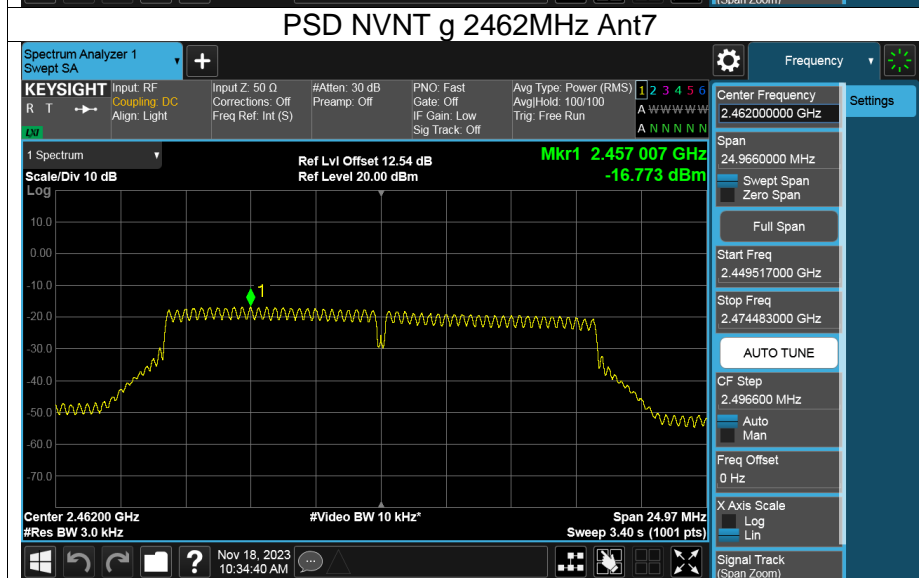 (Span Zoom)
PSD NVNT g 2462MHz Ant7
Spectrum Analyzer 1
Swept SA
+
Frequency
KEYSIGHT
R T
LXI
Input: RF
Coupling: DC
Align: Light
Input Z: 50 Ω
Corrections: Off
Freq Ref: Int (S)
#Atten: 30 dB
Preamp: Off
PNO: Fast
Gate: Off
IF Gain: Low
Sig Track: Off
Avg Type: Power (RMS)
Avg|Hold: 100/100
Trig: Free Run
1 2 3 4 5 6
A W W W W W
A N N N N N
1 Spectrum
Scale/Div 10 dB
Log
Ref Lvl Offset 12.54 dB
Ref Level 20.00 dBm
Mkr1 2.457 007 GHz
-16.773 dBm
10.0
0.00
-10.0
-20.0
-30.0
-40.0
-50.0
-60.0
-70.0
1
Center 2.46200 GHz
#Res BW 3.0 kHz
#Video BW 10 kHz*
Span 24.97 MHz
Sweep 3.40 s (1001 pts)
Center Frequency
2.462000000 GHz
Span
24.9660000 MHz
Swept Span
Zero Span
Full Span
Start Freq
2.449517000 GHz
Stop Freq
2.474483000 GHz
AUTO TUNE
CF Step
2.496600 MHz
Auto
Man
Freq Offset
0 Hz
X Axis Scale
Log
Lin
Signal Track
(Span Zoom)
Settings
?
Nov 18, 2023
10:34:40 AM